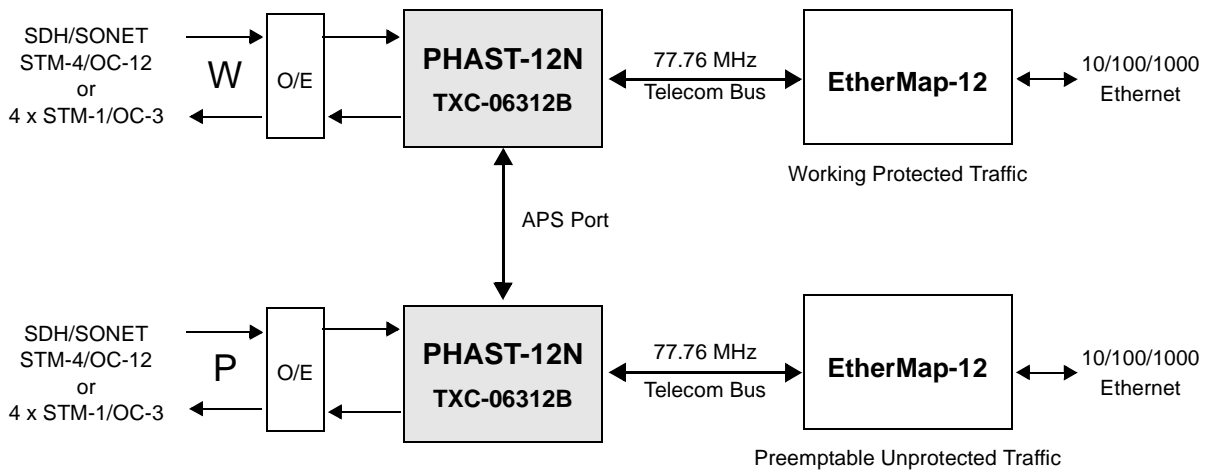 SDH/SONET
STM-4/OC-12
or
4 x STM-1/OC-3
W
O/E
PHAST-12N
TXC-06312B
77.76 MHz
Telecom Bus
EtherMap-12
10/100/1000
Ethernet
Working Protected Traffic
APS Port
SDH/SONET
STM-4/OC-12
or
4 x STM-1/OC-3
P
O/E
PHAST-12N
TXC-06312B
77.76 MHz
Telecom Bus
EtherMap-12
10/100/1000
Ethernet
Preemptable Unprotected Traffic